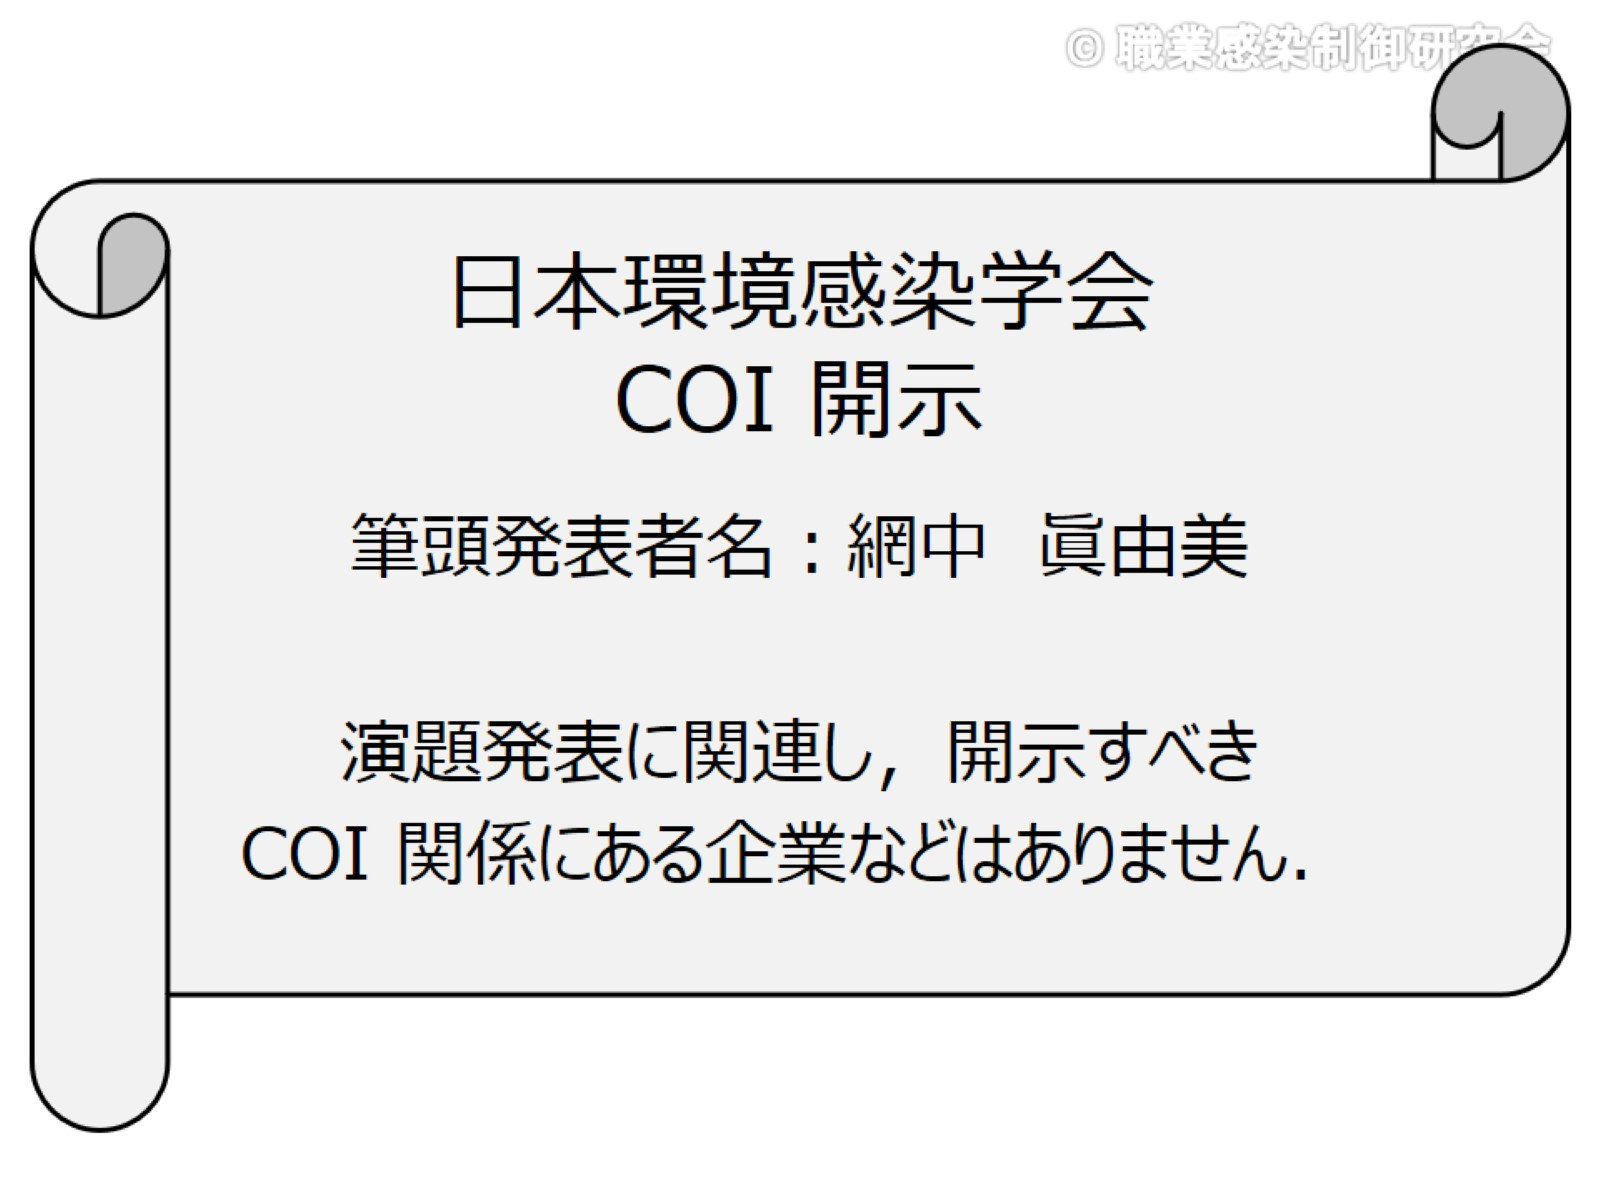 © 職業感染制御研究会
日本環境感染学会
COI 開示
筆頭発表者名：網中　眞由美
演題発表に関連し，開示すべき
COI 関係にある企業などはありません．